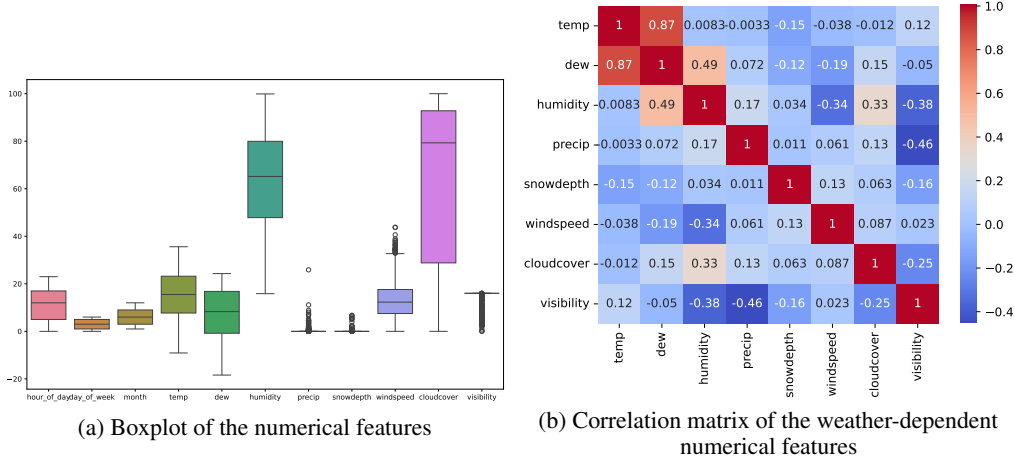 100
80
60
40
20
0
−20
hour_of_day day_of_week month temp dew humidity precip snowdepth windspeed cloudcover visibility
(a) Boxplot of the numerical features
temp 1 0.87 0.0083 -0.0033 -0.15 -0.038 -0.012 0.12
dew 0.87 1 0.49 0.072 -0.12 -0.19 0.15 -0.05
humidity 0.0083 0.49 1 0.17 0.034 -0.34 0.33 -0.38
precip -0.0033 0.072 0.17 1 0.011 0.061 0.13 -0.46
snowdepth -0.15 -0.12 0.034 0.011 1 0.13 0.063 -0.16
windspeed -0.038 -0.19 -0.34 0.061 0.13 1 0.087 0.023
cloudcover -0.012 0.15 0.33 0.13 0.063 0.087 1 -0.25
visibility 0.12 -0.05 -0.38 -0.46 -0.16 0.023 -0.25 1
temp dew humidity precip snowdepth windspeed cloudcover visibility
1.0
0.8
0.6
0.4
0.2
0.0
−0.2
−0.4
(b) Correlation matrix of the weather-dependent
numerical features